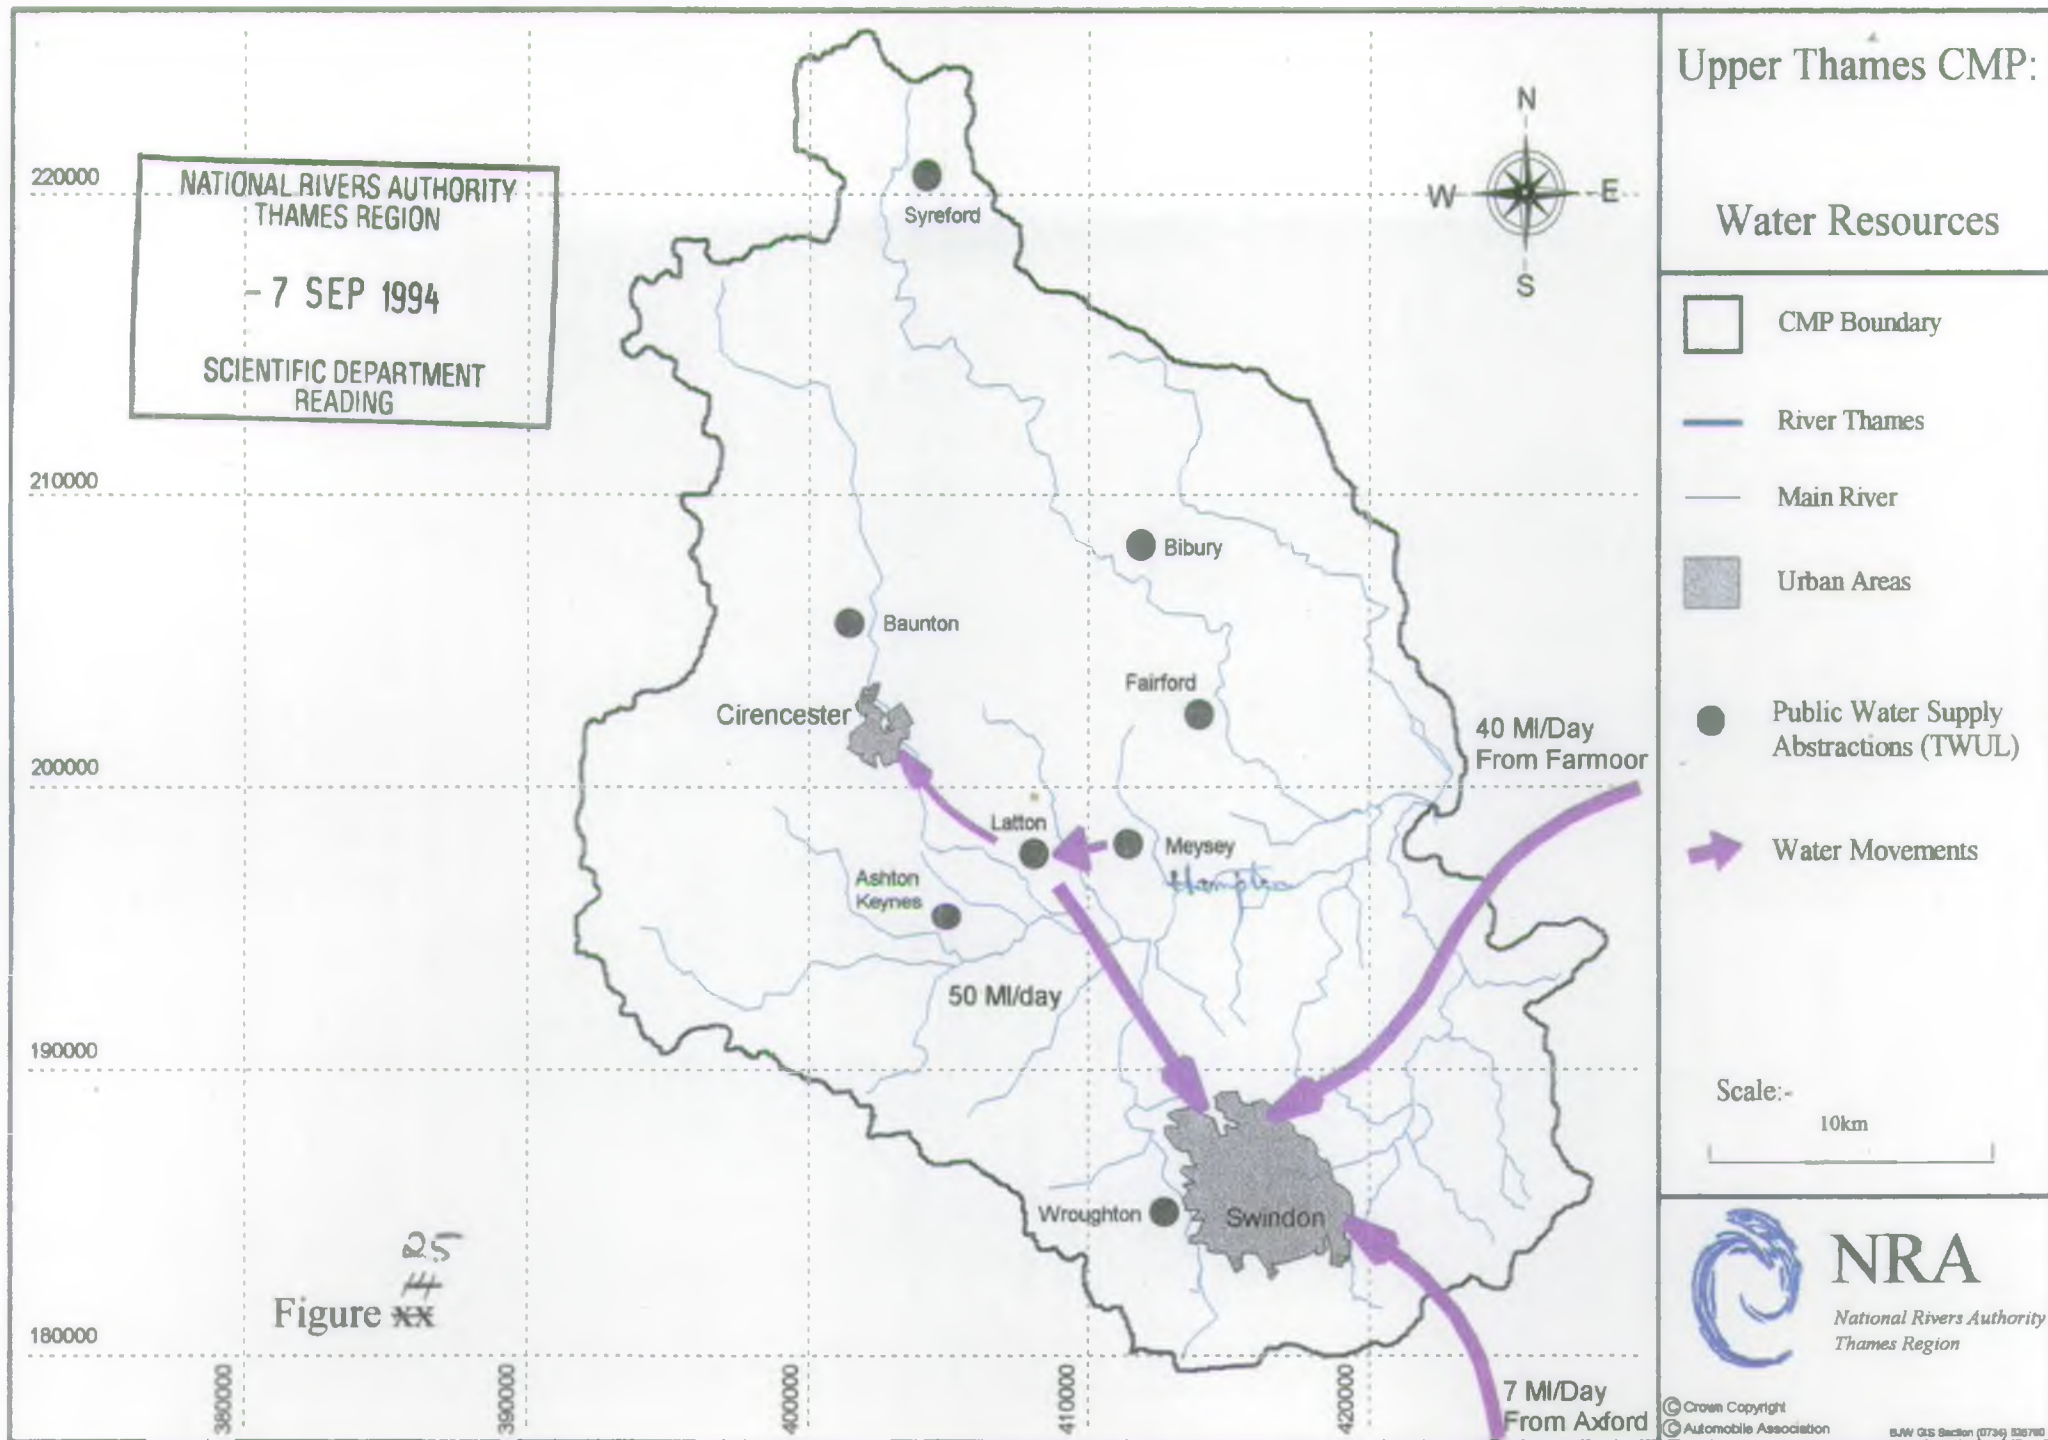 Upper Thames CMP:
Water Resources
NATIONAL RIVERS AUTHORITY
THAMES REGION
- 7 SEP 1994
SCIENTIFIC DEPARTMENT
READING
N
W
E
S
220000
210000
200000
190000
180000
380000
390000
400000
410000
420000
Syreford
Bibury
Baunton
Cirencester
Fairford
40 Ml/Day
From Farmoor
Latton
Meysey
Hampton
Ashton
Keynes
50 Ml/day
Wroughton
Swindon
7 Ml/Day
From Axford
25
14
Figure xx
CMP Boundary
River Thames
Main River
Urban Areas
Public Water Supply
Abstractions (TWUL)
Water Movements
Scale:-
10km
NRA
National Rivers Authority
Thames Region
© Crown Copyright
© Automobile Association